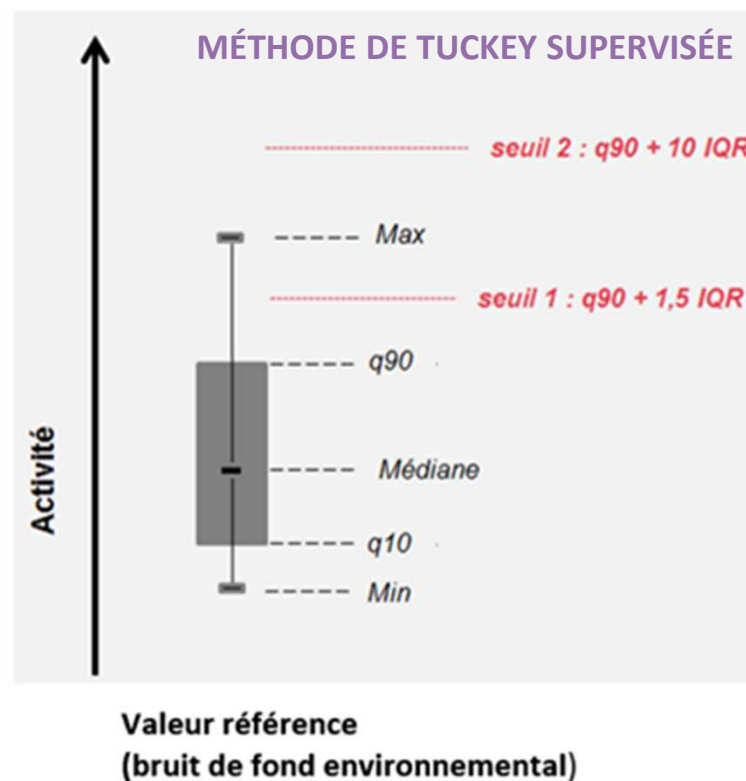 MÉTHODE DE TUCKEY SUPERVISÉE
seuil 2 : q90 + 10 IQR
Max
seuil 1 : q90 + 1,5 IQR
q90
Médiane
q10
Min
Activité
Valeur référence
(bruit de fond environnemental)